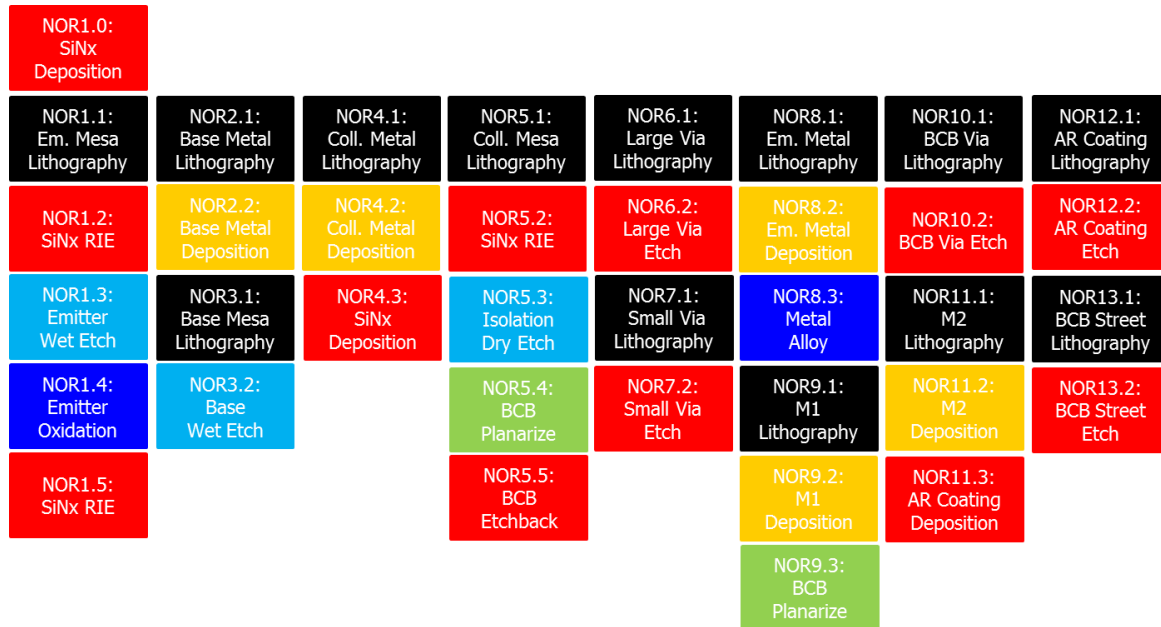 NOR1.0:
SiNx
Deposition
NOR1.1:
Em. Mesa
Lithography
NOR1.2:
SiNx RIE
NOR1.3:
Emitter
Wet Etch
NOR1.4:
Emitter
Oxidation
NOR1.5:
SiNx RIE
NOR2.1:
Base Metal
Lithography
NOR2.2:
Base Metal
Deposition
NOR3.1:
Base Mesa
Lithography
NOR3.2:
Base
Wet Etch
NOR4.1:
Coll. Metal
Lithography
NOR4.2:
Coll. Metal
Deposition
NOR4.3:
SiNx
Deposition
NOR5.1:
Coll. Mesa
Lithography
NOR5.2:
SiNx RIE
NOR5.3:
Isolation
Dry Etch
NOR5.4:
BCB
Planarize
NOR5.5:
BCB
Etchback
NOR6.1:
Large Via
Lithography
NOR6.2:
Large Via
Etch
NOR7.1:
Small Via
Lithography
NOR7.2:
Small Via
Etch
NOR8.1:
Em. Metal
Lithography
NOR8.2:
Em. Metal
Deposition
NOR8.3:
Metal
Alloy
NOR9.1:
M1
Lithography
NOR9.2:
M1
Deposition
NOR9.3:
BCB
Planarize
NOR10.1:
BCB Via
Lithography
NOR10.2:
BCB Via Etch
NOR11.1:
M2
Lithography
NOR11.2:
M2
Deposition
NOR11.3:
AR Coating
Deposition
NOR12.1:
AR Coating
Lithography
NOR12.2:
AR Coating
Etch
NOR13.1:
BCB Street
Lithography
NOR13.2:
BCB Street
Etch